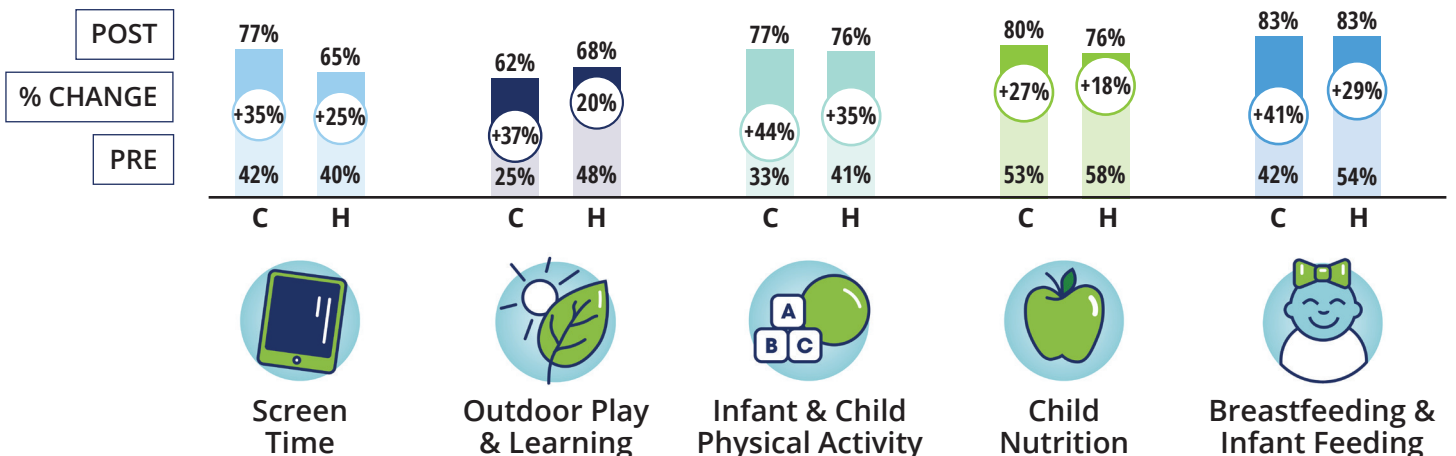 POST
% CHANGE
PRE
77%
65%
+35%
+25%
42%
40%
C
H
62%
68%
+37%
20%
25%
48%
C
H
77%
76%
+44%
+35%
33%
41%
C
H
80%
76%
+27%
+18%
53%
58%
C
H
83%
83%
+41%
+29%
42%
54%
C
H
A
B
C
Screen
Time
Outdoor Play
& Learning
Infant & Child
Physical Activity
Child
Nutrition
Breastfeeding &
Infant Feeding